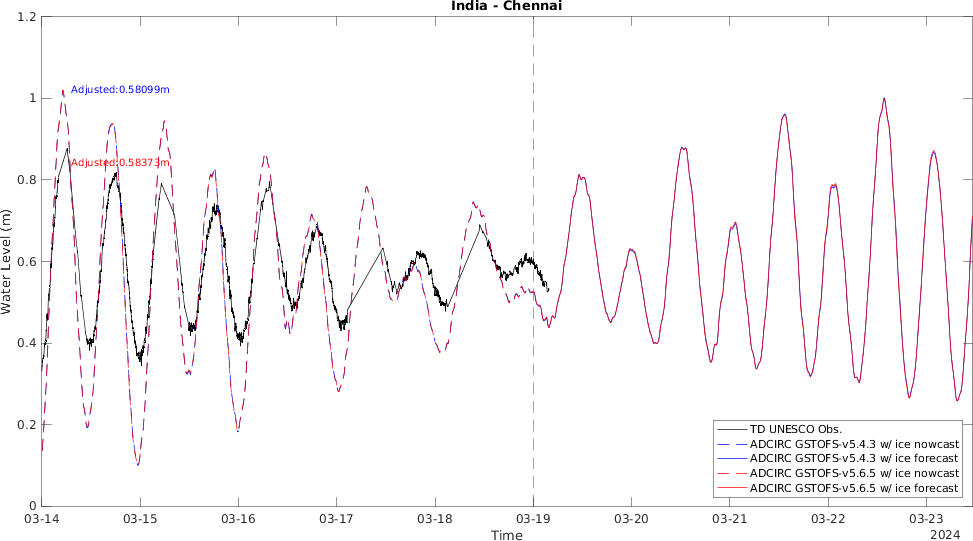 India - Chennai
Water Level (m)
1.2
1
0.8
0.6
0.4
0.2
0
Adjusted:0.58099m
Adjusted:0.58373m
TD UNESCO Obs.
ADCIRC GSTOFS-v5.4.3 w/ ice nowcast
ADCIRC GSTOFS-v5.4.3 w/ ice forecast
ADCIRC GSTOFS-v5.6.5 w/ ice nowcast
ADCIRC GSTOFS-v5.6.5 w/ ice forecast
03-14 03-15 03-16 03-17 03-18 03-19 03-20 03-21 03-22 03-23
Time
2024